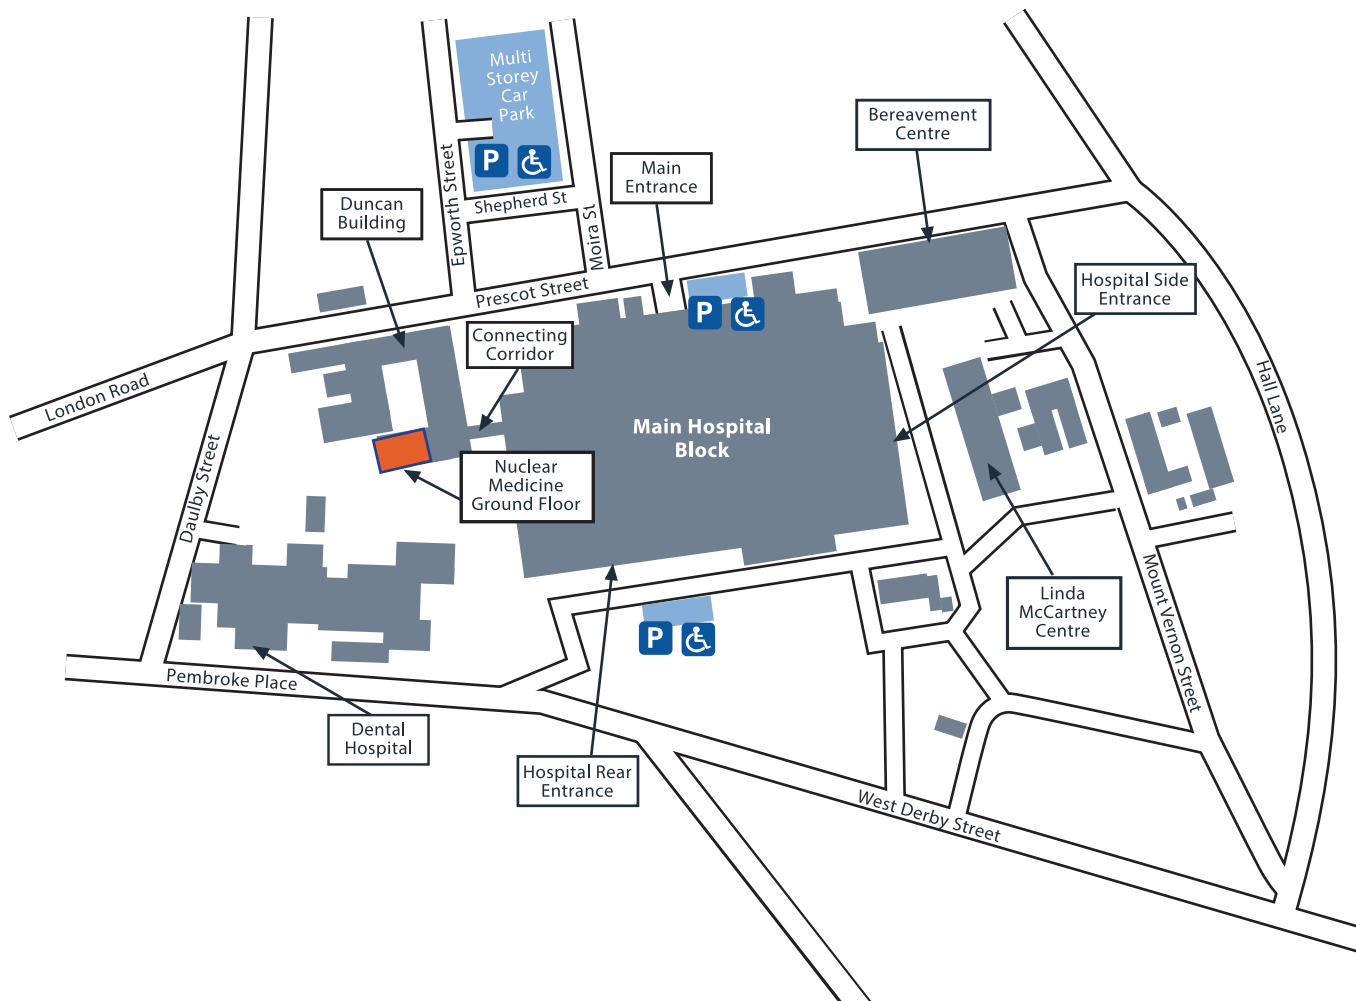 Multi
Storey
Car
Park
P
Bereavement
Centre
Main
Entrance
Epworth Street
Shepherd St
Duncan
Building
Moira St
Hospital Side
Entrance
Prescot Street
P
Connecting
Corridor
London Road
Hall Lane
Main Hospital
Block
Nuclear
Medicine
Ground Floor
Daulby Street
Linda
McCartney
Centre
Mount Vernon Street
P
Pembroke Place
Dental
Hospital
Hospital Rear
Entrance
West Derby Street